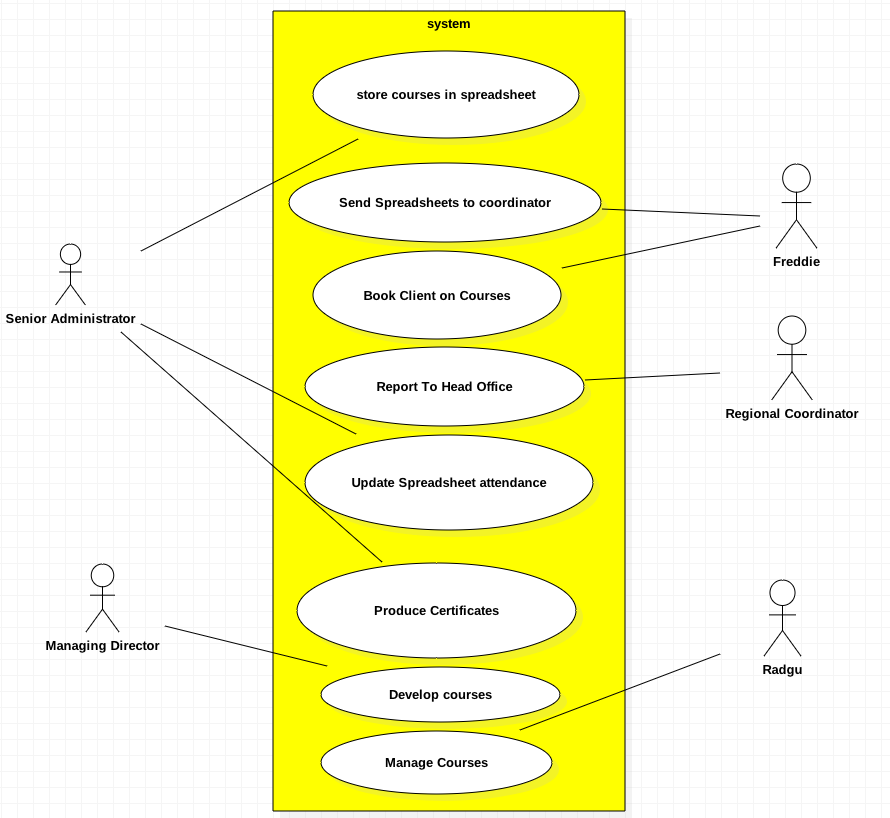 system
store courses in spreadsheet
Send Spreadsheets to coordinator
Freddie
Book Client on Courses
Senior Administrator
Report To Head Office
Regional Coordinator
Update Spreadsheet attendance
Produce Certificates
Managing Director
Radgu
Develop courses
Manage Courses